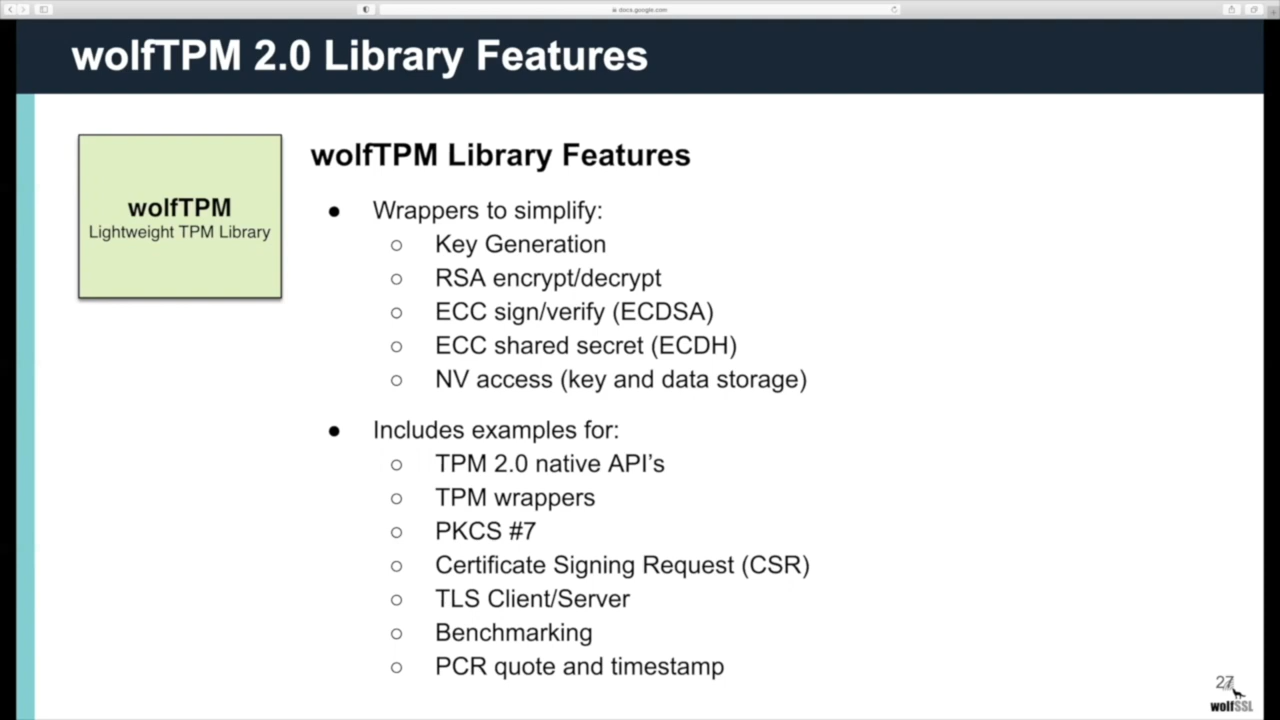 docs.google.com
wolfTPM 2.0 Library Features
wolfTPM
Lightweight TPM Library
wolfTPM Library Features
● Wrappers to simplify:
○ Key Generation
○ RSA encrypt/decrypt
○ ECC sign/verify (ECDSA)
○ ECC shared secret (ECDH)
○ NV access (key and data storage)
● Includes examples for:
○ TPM 2.0 native API’s
○ TPM wrappers
○ PKCS #7
○ Certificate Signing Request (CSR)
○ TLS Client/Server
○ Benchmarking
○ PCR quote and timestamp
27
wolfSSL